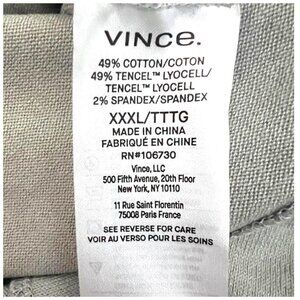 VINCE.
49% COTTON/COTON
49% TENCEL™ LYOCELL/
TENCEL™ LYOCELL
2% SPANDEX/SPANDEX
XXXL/TTTG
MADE IN CHINA
FABRIQUÉ EN CHINE
RN#106730
Vince, LLC
500 Fifth Avenue, 20th Floor
New York, NY 10110
11 Rue Saint Florentin
75008 Paris France
SEE REVERSE FOR CARE
VOIR AU VERSO POUR LES SOINS